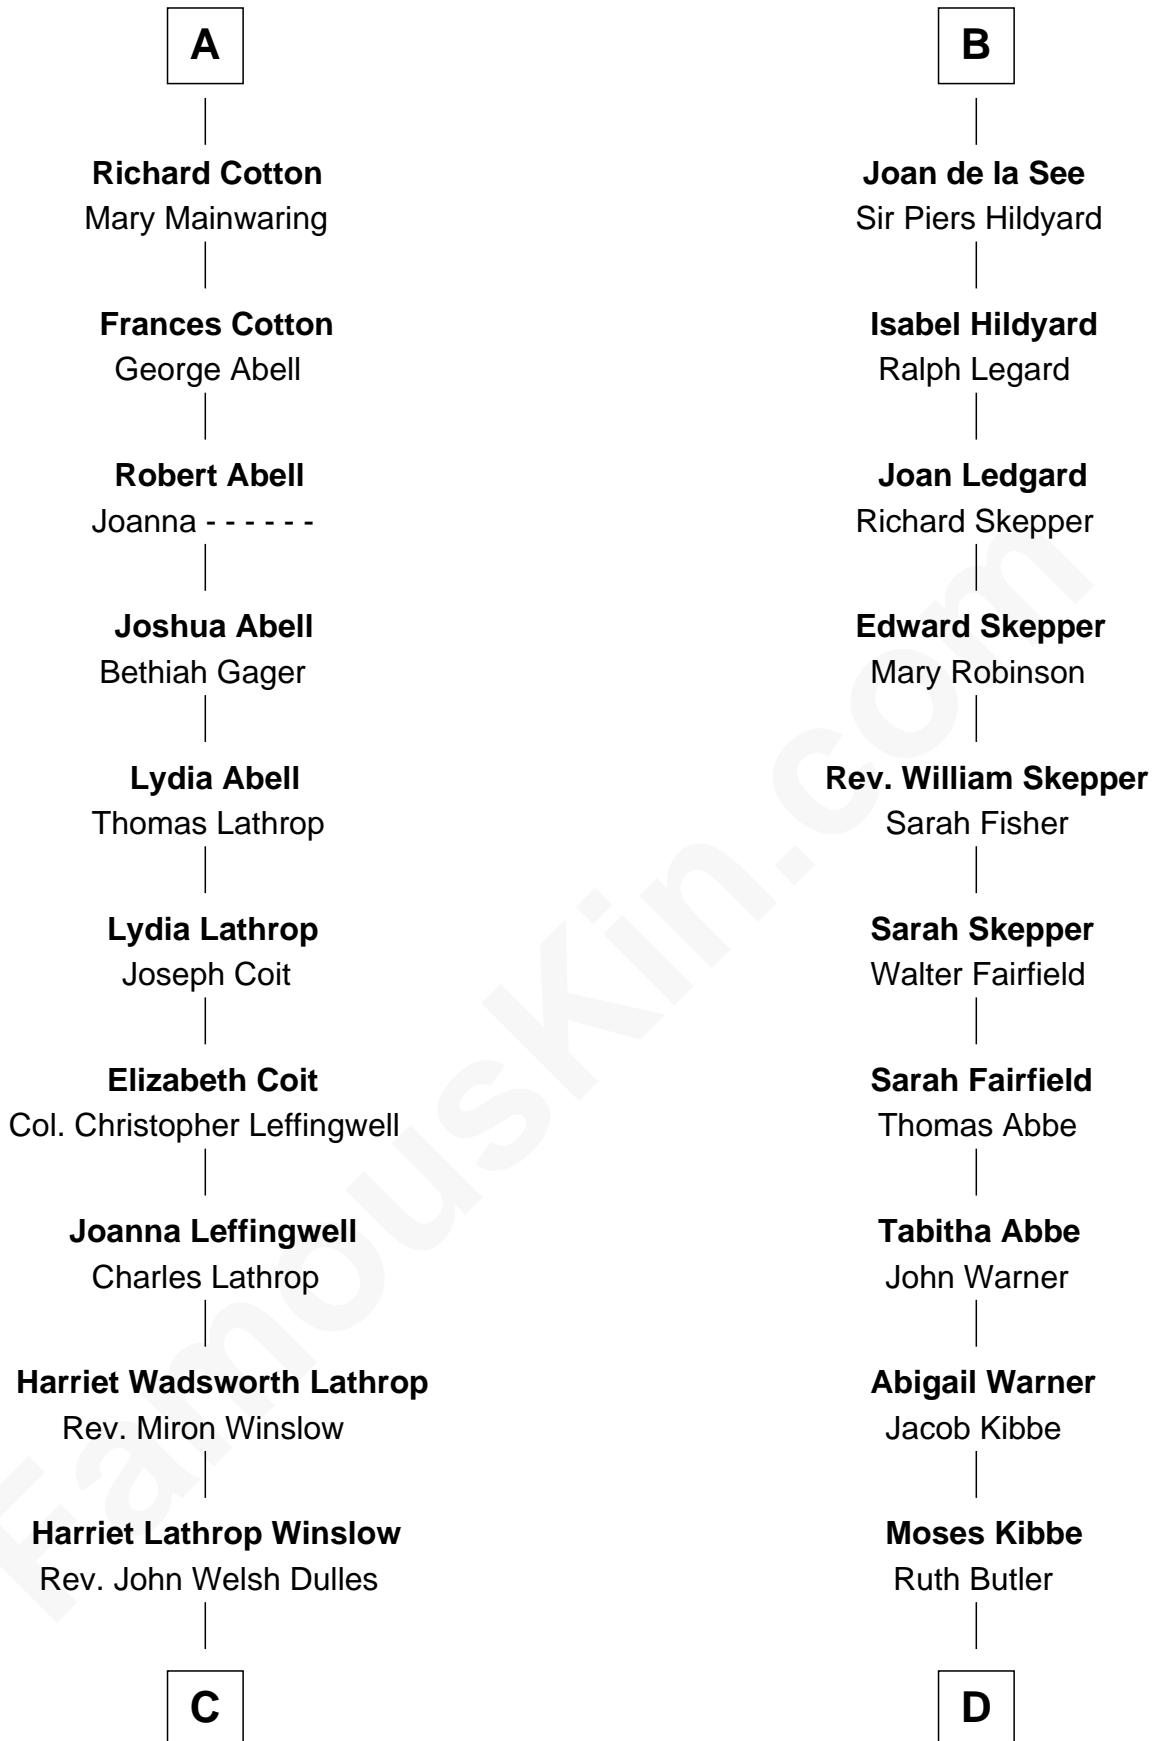 A
Richard Cotton
Mary Mainwaring
Frances Cotton
George Abell
Robert Abell
Joanna - - - - - -
Joshua Abell
Bethiah Gager
Lydia Abell
Thomas Lathrop
Lydia Lathrop
Joseph Coit
Elizabeth Coit
Col. Christopher Leffingwell
Joanna Leffingwell
Charles Lathrop
Harriet Wadsworth Lathrop
Rev. Miron Winslow
Harriet Lathrop Winslow
Rev. John Welsh Dulles
C
B
Joan de la See
Sir Piers Hildyard
Isabel Hildyard
Ralph Legard
Joan Ledgard
Richard Skepper
Edward Skepper
Mary Robinson
Rev. William Skepper
Sarah Fisher
Sarah Skepper
Walter Fairfield
Sarah Fairfield
Thomas Abbe
Tabitha Abbe
John Warner
Abigail Warner
Jacob Kibbe
Moses Kibbe
Ruth Butler
D
FamousKin.com